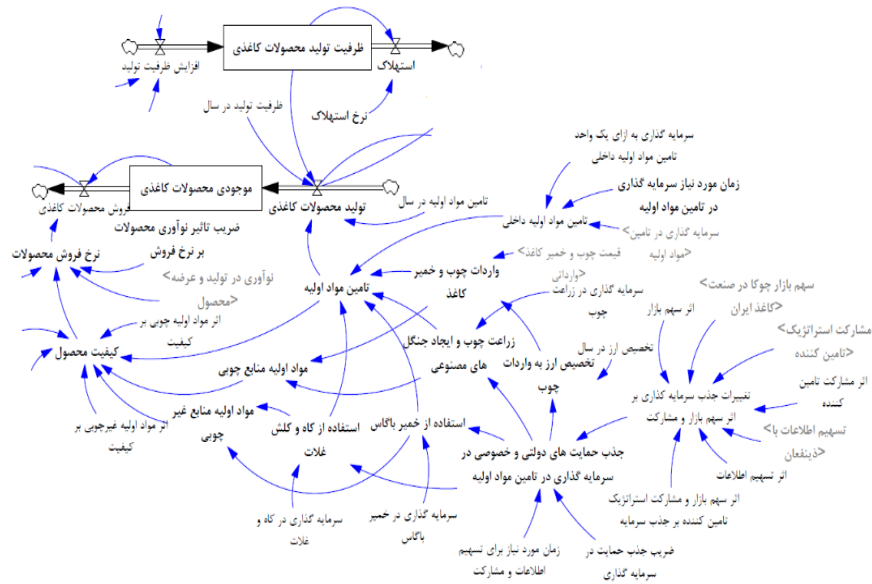 ظرفیت تولید محصولات کاغذی
افزایش ظرفیت تولید
استهلاک
ظرفیت تولید در سال
نرخ استهلاک
سرمایه گذاری به ازای یک واحد
تامین مواد اولیه داخلی
موجودی محصولات کاغذی
فروش محصولات کاغذی
تولید محصولات کاغذی
تامین مواد اولیه در سال
زمان مورد نیاز سرمایه گذاری
در تامین مواد اولیه
تامین مواد اولیه داخلی
<سرمایه گذاری در تامین
مواد اولیه>
ضریب تاثیر نوآوری محصولات
بر نرخ فروش
نرخ فروش محصولات
<نوآوری در تولید و عرضه
محصول>
<قیمت چوب و خمیر کاغذ
وارداتی>
واردات چوب و خمیر
کاغذ
تامین مواد اولیه
سرمایه گذاری در زراعت
چوب
<سهم بازار چوکا در صنعت
کاغذ ایران>
اثر سهم بازار
اثر مواد اولیه چوبی بر
کیفیت
کیفیت محصول
زراعت چوب و ایجاد جنگل
های مصنوعی
تخصیص ارز در سال
تخصیص ارز به واردات
چوب
<مشارکت استراتژیک
تامین کننده>
مواد اولیه منابع چوبی
تغییرات جذب سرمایه گذاری بر
اثر سهم بازار و مشارکت
اثر مشارکت تامین
کننده
مواد اولیه منابع غیر
چوبی
اثر مواد اولیه غیرچوبی بر
کیفیت
استفاده از کاه و کلش
غلات
استفاده از خمیر باگاس
<تسهیم اطلاعات با
ذینفعان>
جذب حمایت های دولتی و خصوصی در
سرمایه گذاری در تامین مواد اولیه
اثر تسهیم اطلاعات
اثر سهم بازار و مشارکت استراتژیک
تامین کننده بر جذب سرمایه
سرمایه گذاری در کاه و
غلات
سرمایه گذاری در خمیر
باگاس
زمان مورد نیاز برای تسهیم
اطلاعات و مشارکت
ضریب جذب حمایت در
سرمایه گذاری